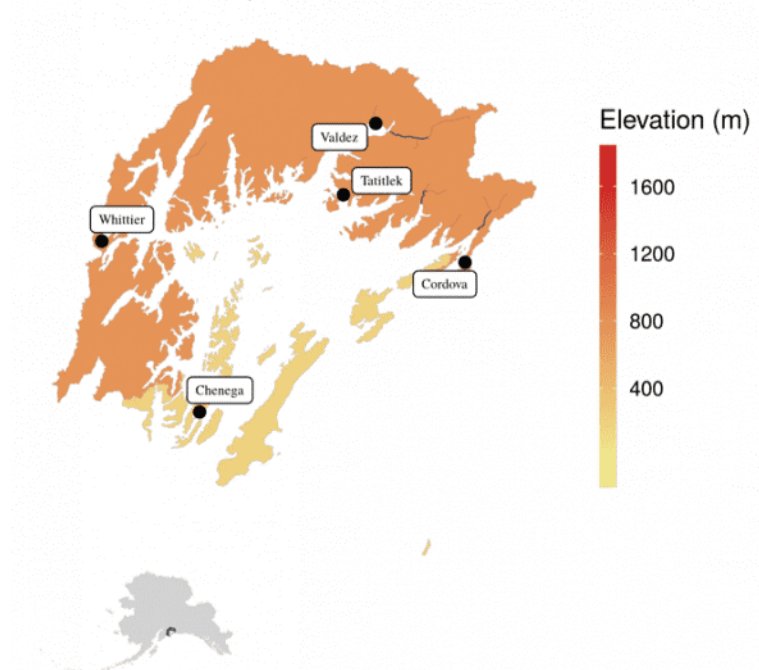 Elevation (m)
Valdez
Tatitlek
1600
Whittier
1200
Cordova
800
400
Chenega